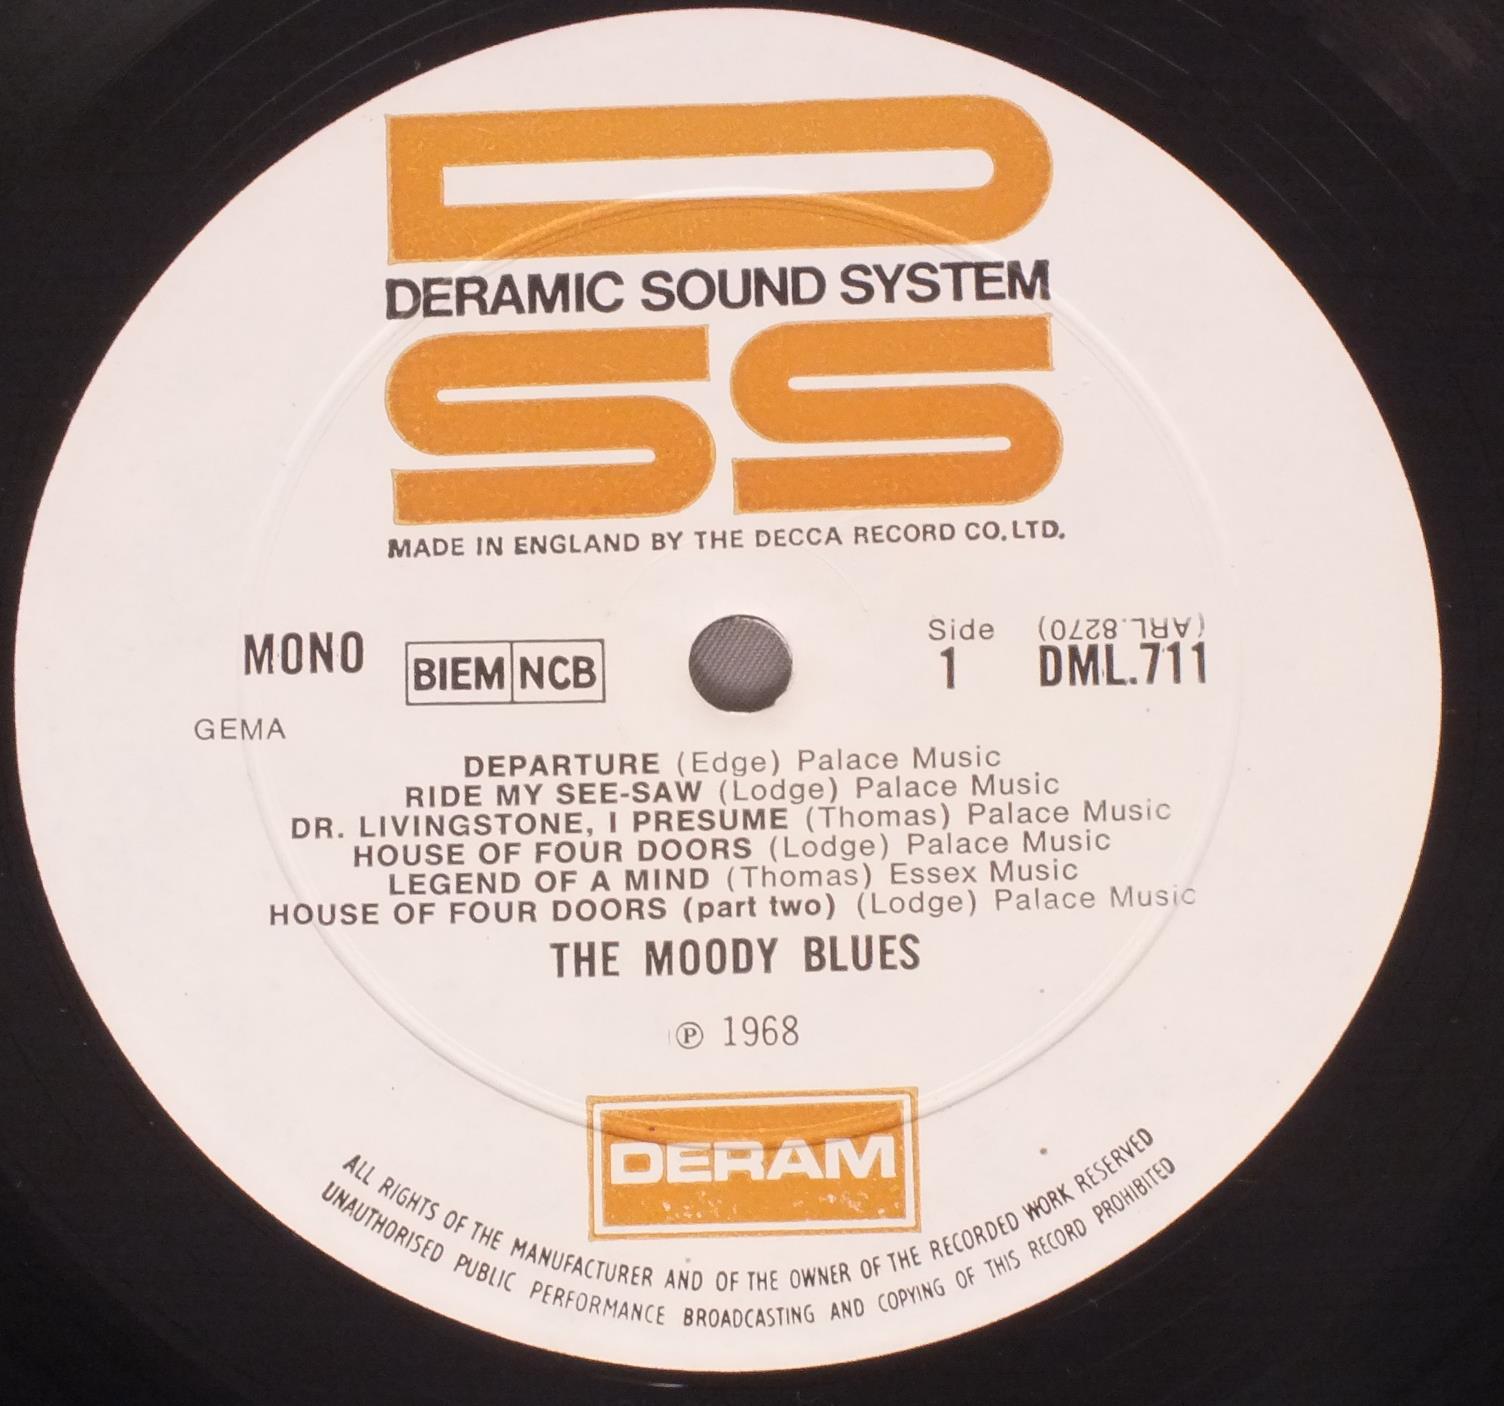 D
DERAMIC SOUND SYSTEM
SS
MADE IN ENGLAND BY THE DECCA RECORD CO. LTD.
MONO
BIEM NCB
Side
1
(ARL.8270)
DML.711
GEMA
DEPARTURE (Edge) Palace Music
RIDE MY SEE-SAW (Lodge) Palace Music
DR. LIVINGSTONE, I PRESUME (Thomas) Palace Music
HOUSE OF FOUR DOORS (Lodge) Palace Music
LEGEND OF A MIND (Thomas) Essex Music
HOUSE OF FOUR DOORS (part two) (Lodge) Palace Music
THE MOODY BLUES
℗ 1968
DERAM
ALL RIGHTS OF THE MANUFACTURER AND OF THE OWNER OF THE RECORDED WORK RESERVED
UNAUTHORISED PUBLIC PERFORMANCE BROADCASTING AND COPYING OF THIS RECORD PROHIBITED